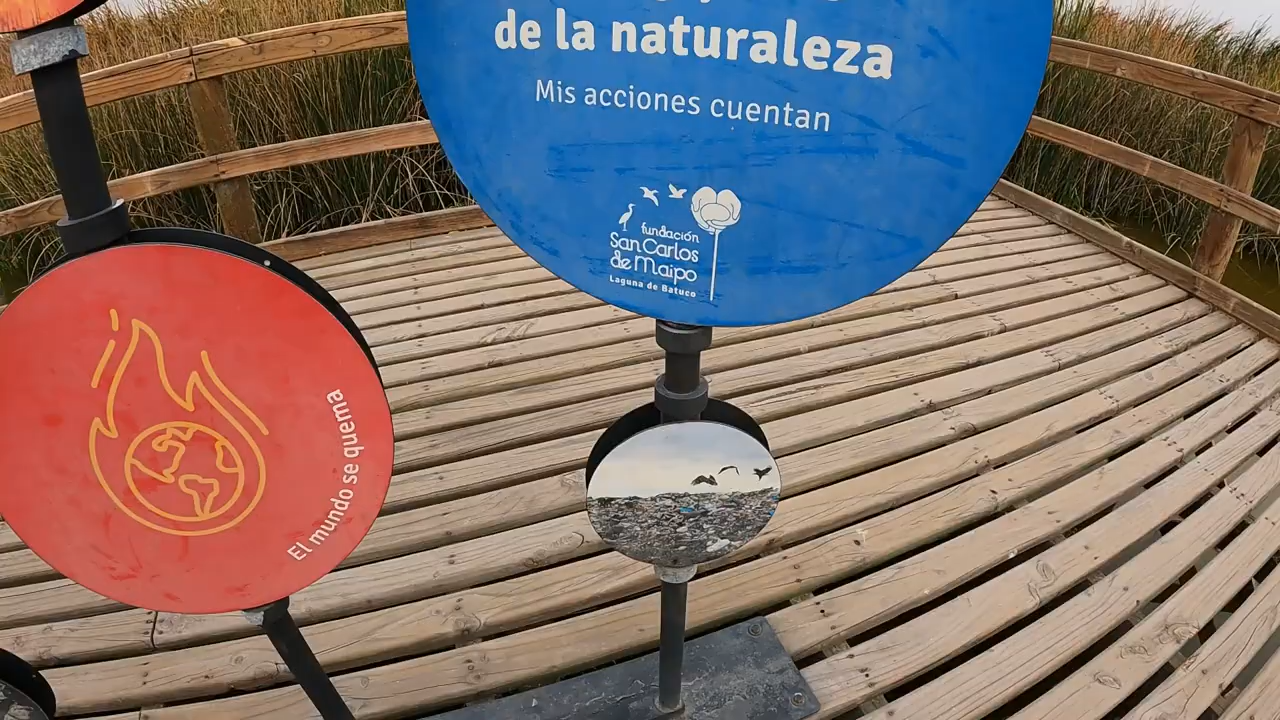 de la naturaleza
Mis acciones cuentan
fundación
San Carlos
de Maipo
Laguna de Batuco
El mundo se quema